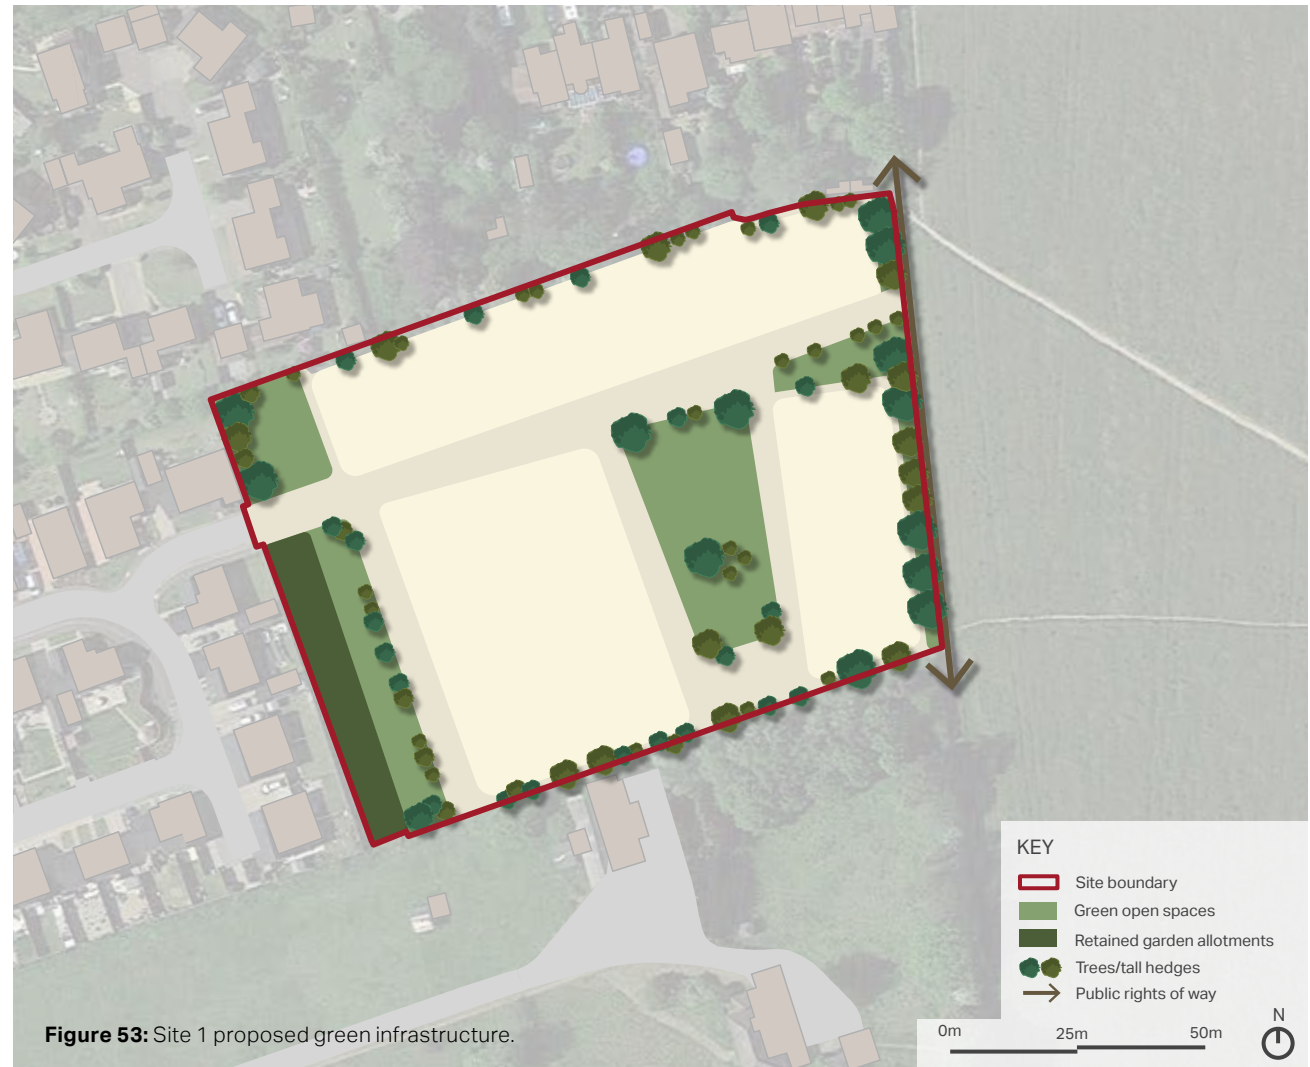 KEY
Site boundary
Green open spaces
Retained garden allotments
Trees/tall hedges
Public rights of way
N
0m 25m 50m
Figure 53: Site 1 proposed green infrastructure.